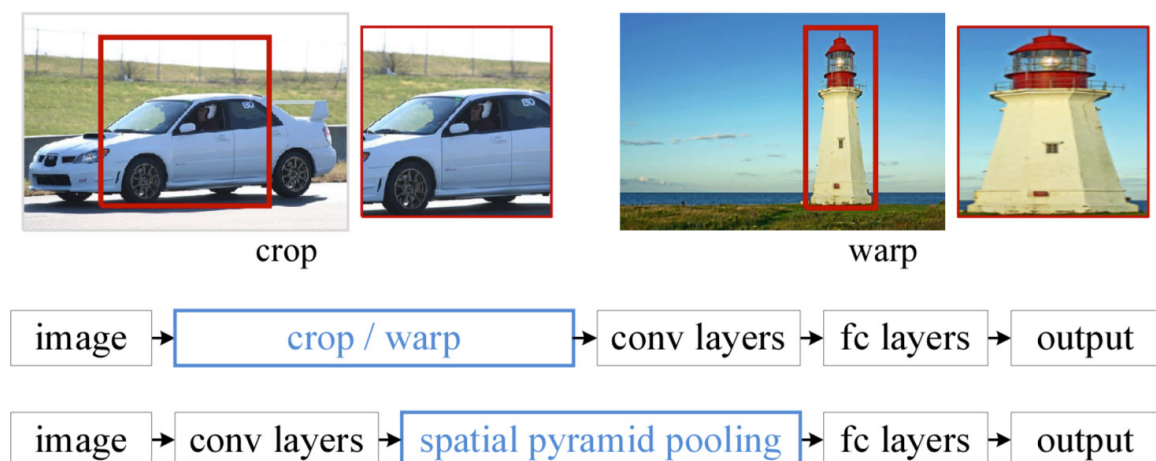 crop
warp
image crop / warp conv layers fc layers output
image conv layers spatial pyramid pooling fc layers output